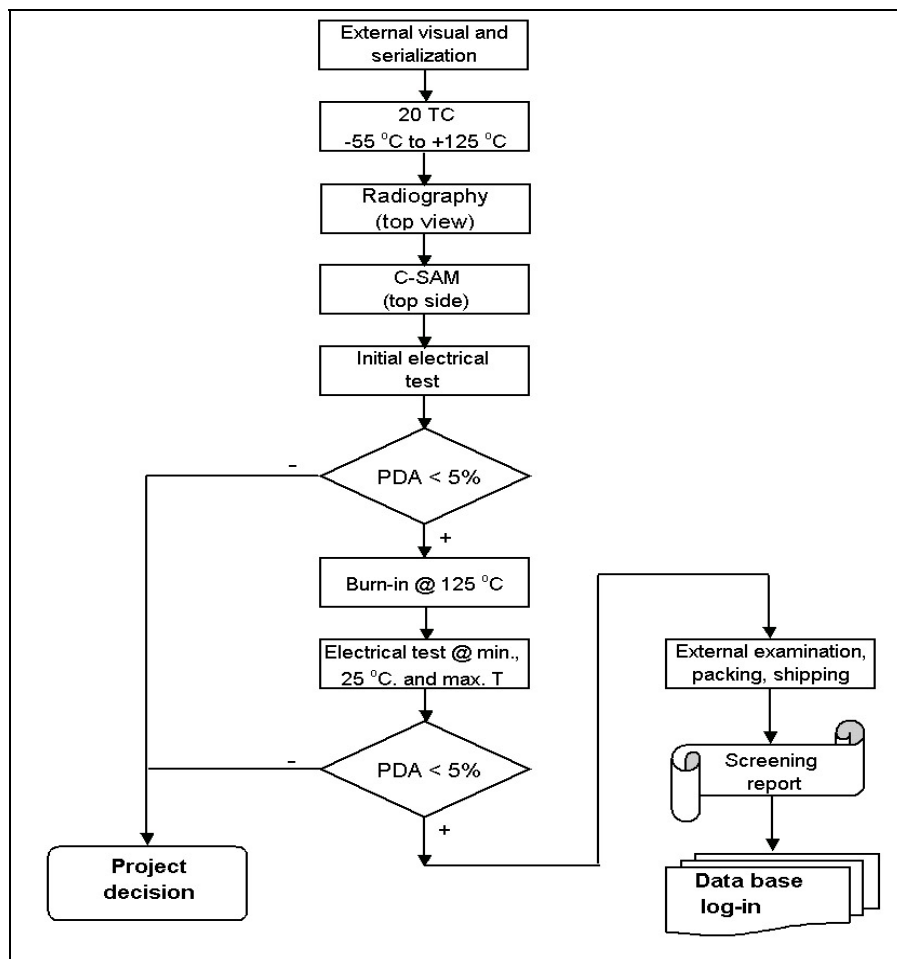 External visual and
serialization
20 TC
-55 °C to +125 °C
Radiography
(top view)
C-SAM
(top side)
Initial electrical
test
PDA < 5%
-
+
Burn-in @ 125 °C
Electrical test @ min.,
25 °C. and max. T
PDA < 5%
-
+
Project
decision
External examination,
packing, shipping
Screening
report
Data base
log-in